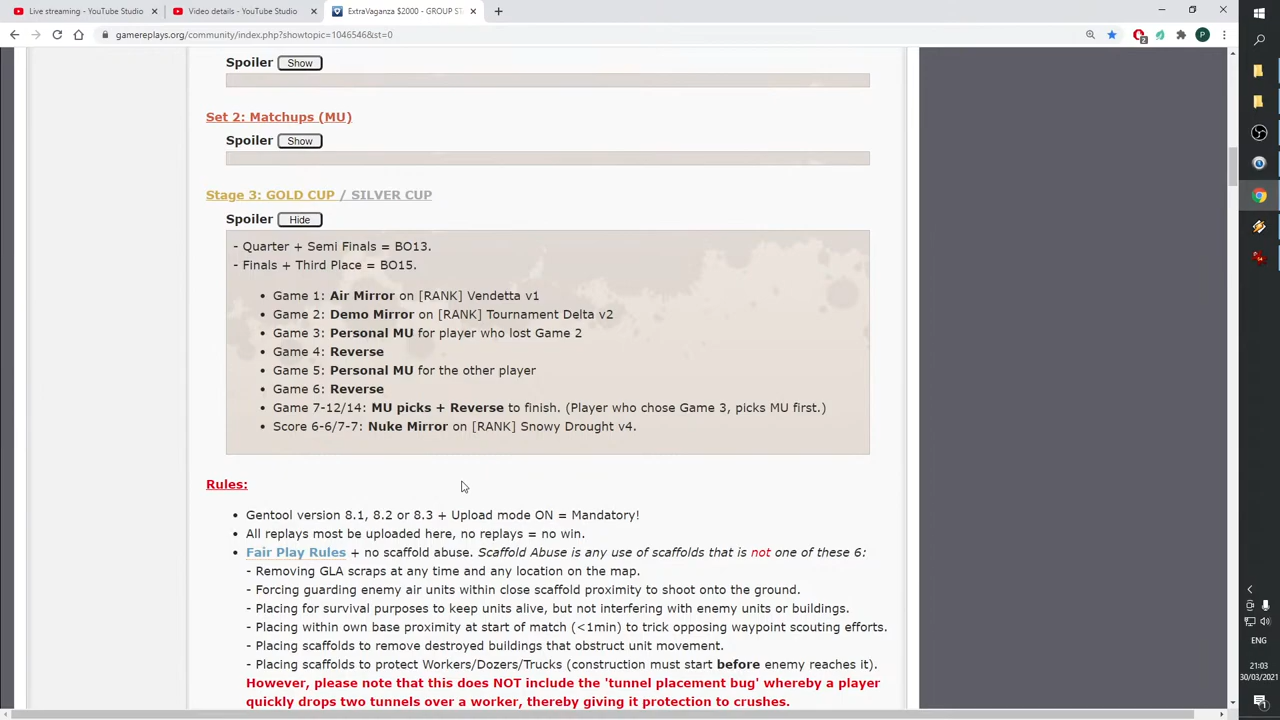 Live streaming - YouTube Studio
Video details - YouTube Studio
ExtraVaganza $2000 - GROUP ST
gamereplays.org/community/index.php?showtopic=1046546&st=0
Spoiler Show
Set 2: Matchups (MU)
Spoiler Show
Stage 3: GOLD CUP / SILVER CUP
Spoiler Hide
- Quarter + Semi Finals = BO13.
- Finals + Third Place = BO15.
• Game 1: Air Mirror on [RANK] Vendetta v1
• Game 2: Demo Mirror on [RANK] Tournament Delta v2
• Game 3: Personal MU for player who lost Game 2
• Game 4: Reverse
• Game 5: Personal MU for the other player
• Game 6: Reverse
• Game 7-12/14: MU picks + Reverse to finish. (Player who chose Game 3, picks MU first.)
• Score 6-6/7-7: Nuke Mirror on [RANK] Snowy Drought v4.
Rules:
• Gentool version 8.1, 8.2 or 8.3 + Upload mode ON = Mandatory!
• All replays most be uploaded here, no replays = no win.
• Fair Play Rules + no scaffold abuse. Scaffold Abuse is any use of scaffolds that is not one of these 6:
- Removing GLA scraps at any time and any location on the map.
- Forcing guarding enemy air units within close scaffold proximity to shoot onto the ground.
- Placing for survival purposes to keep units alive, but not interfering with enemy units or buildings.
- Placing within own base proximity at start of match (<1min) to trick opposing waypoint scouting efforts.
- Placing scaffolds to remove destroyed buildings that obstruct unit movement.
- Placing scaffolds to protect Workers/Dozers/Trucks (construction must start before enemy reaches it).
However, please note that this does NOT include the 'tunnel placement bug' whereby a player
quickly drops two tunnels over a worker, thereby giving it protection to crushes.
2
P
ENG
21:03
30/03/2021